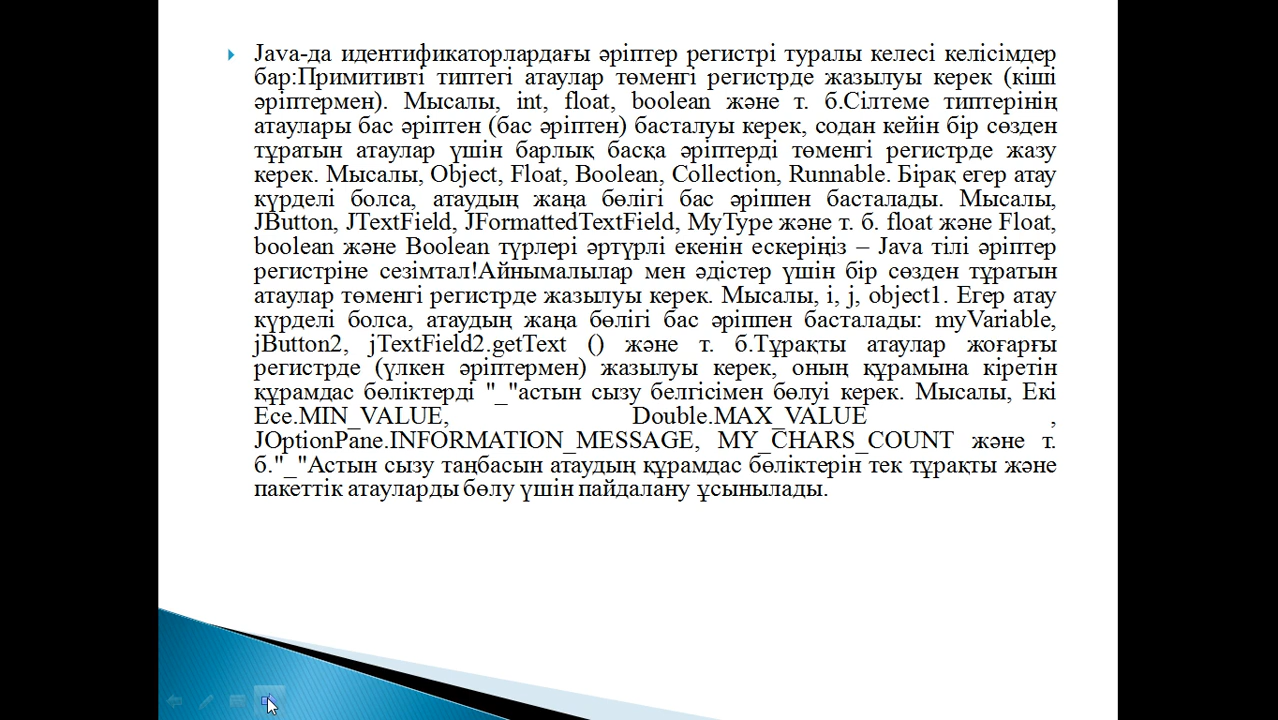 Java-да идентификаторлардағы әріптер регистрі туралы келесі келісімдер
бар:Примитивті типтегі атаулар төменгі регистрде жазылуы керек (кіші
әріптермен). Мысалы, int, float, boolean және т. б.Сілтеме типтерінің
атаулары бас әріптен (бас әріптен) басталуы керек, содан кейін бір сөзден
тұратын атаулар үшін барлық басқа әріптерді төменгі регистрде жазу
керек. Мысалы, Object, Float, Boolean, Collection, Runnable. Бірақ егер атау
күрделі болса, атаудың жаңа бөлігі бас әріппен басталады. Мысалы,
JButton, JTextField, JFormattedTextField, MyType және т. б. float және Float,
boolean және Boolean түрлері әртүрлі екенін ескеріңіз – Java тілі әріптер
регистріне сезімтал!Айнымалылар мен әдістер үшін бір сөзден тұратын
атаулар төменгі регистрде жазылуы керек. Мысалы, i, j, object1. Егер атау
күрделі болса, атаудың жаңа бөлігі бас әріппен басталады: myVariable,
jButton2, jTextField2.getText () және т. б.Тұрақты атаулар жоғарғы
регистрде (үлкен әріптермен) жазылуы керек, оның құрамына кіретін
құрамдас бөліктерді "_"астын сызу белгісімен бөлуі керек. Мысалы, Екі
Есе.MIN_VALUE, Double.MAX_VALUE ,
JOptionPane.INFORMATION_MESSAGE, MY_CHARS_COUNT және т.
б."_"Астын сызу таңбасын атаудың құрамдас бөліктерін тек тұрақты және
пакеттік атауларды бөлу үшін пайдалану ұсынылады.